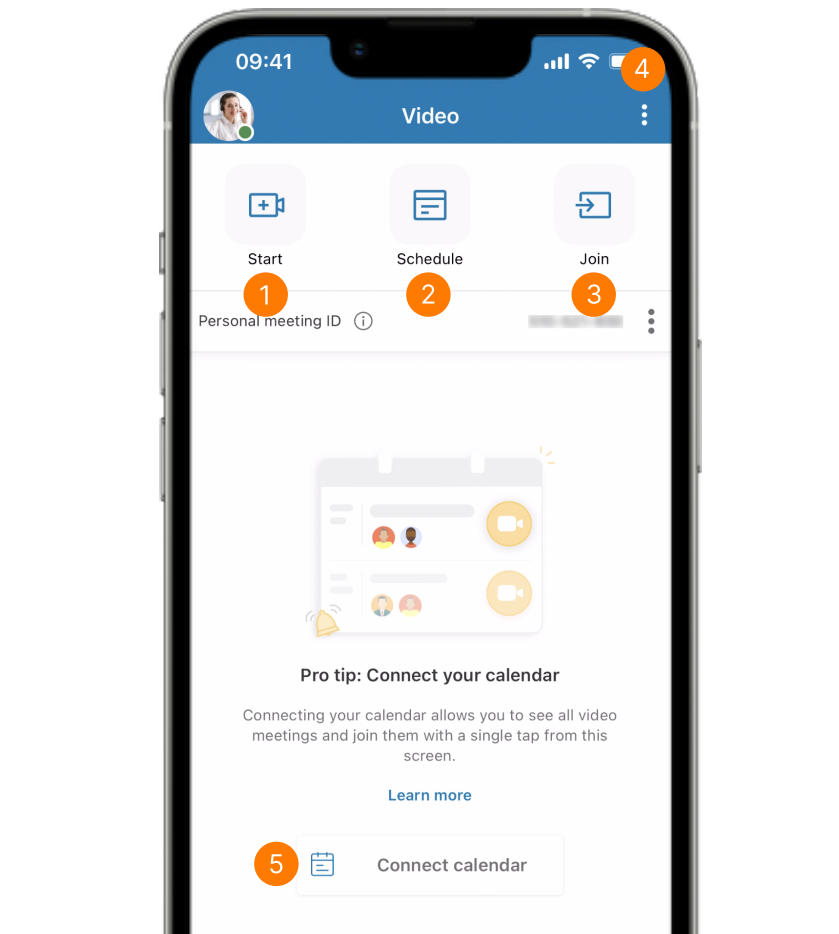 09:41
4
Video
Start
Schedule
Join
1
2
3
Personal meeting ID
Pro tip: Connect your calendar
Connecting your calendar allows you to see all video
meetings and join them with a single tap from this
screen.
Learn more
5
Connect calendar